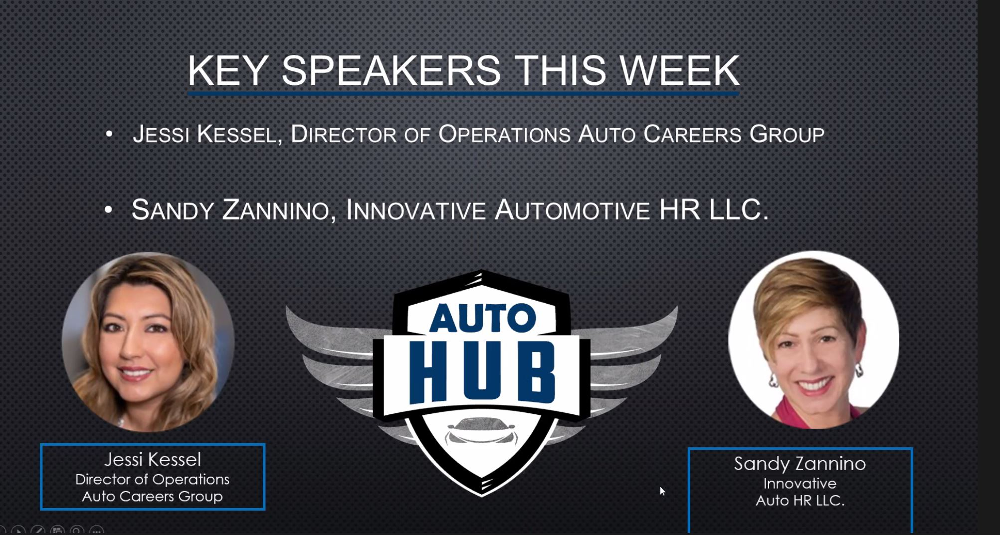 KEY SPEAKERS THIS WEEK
• JESSI KESSEL, DIRECTOR OF OPERATIONS AUTO CAREERS GROUP
• SANDY ZANNINO, INNOVATIVE AUTOMOTIVE HR LLC.
AUTO
HUB
Jessi Kessel
Director of Operations
Auto Careers Group
Sandy Zannino
Innovative
Auto HR LLC.